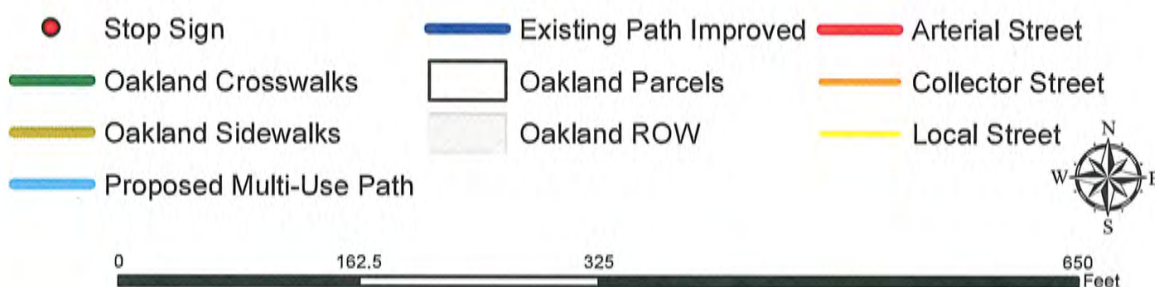 Stop Sign
Oakland Crosswalks
Oakland Sidewalks
Proposed Multi-Use Path
Existing Path Improved
Oakland Parcels
Oakland ROW
Arterial Street
Collector Street
Local Street
N
W E
S
0 162.5 325 650
Feet